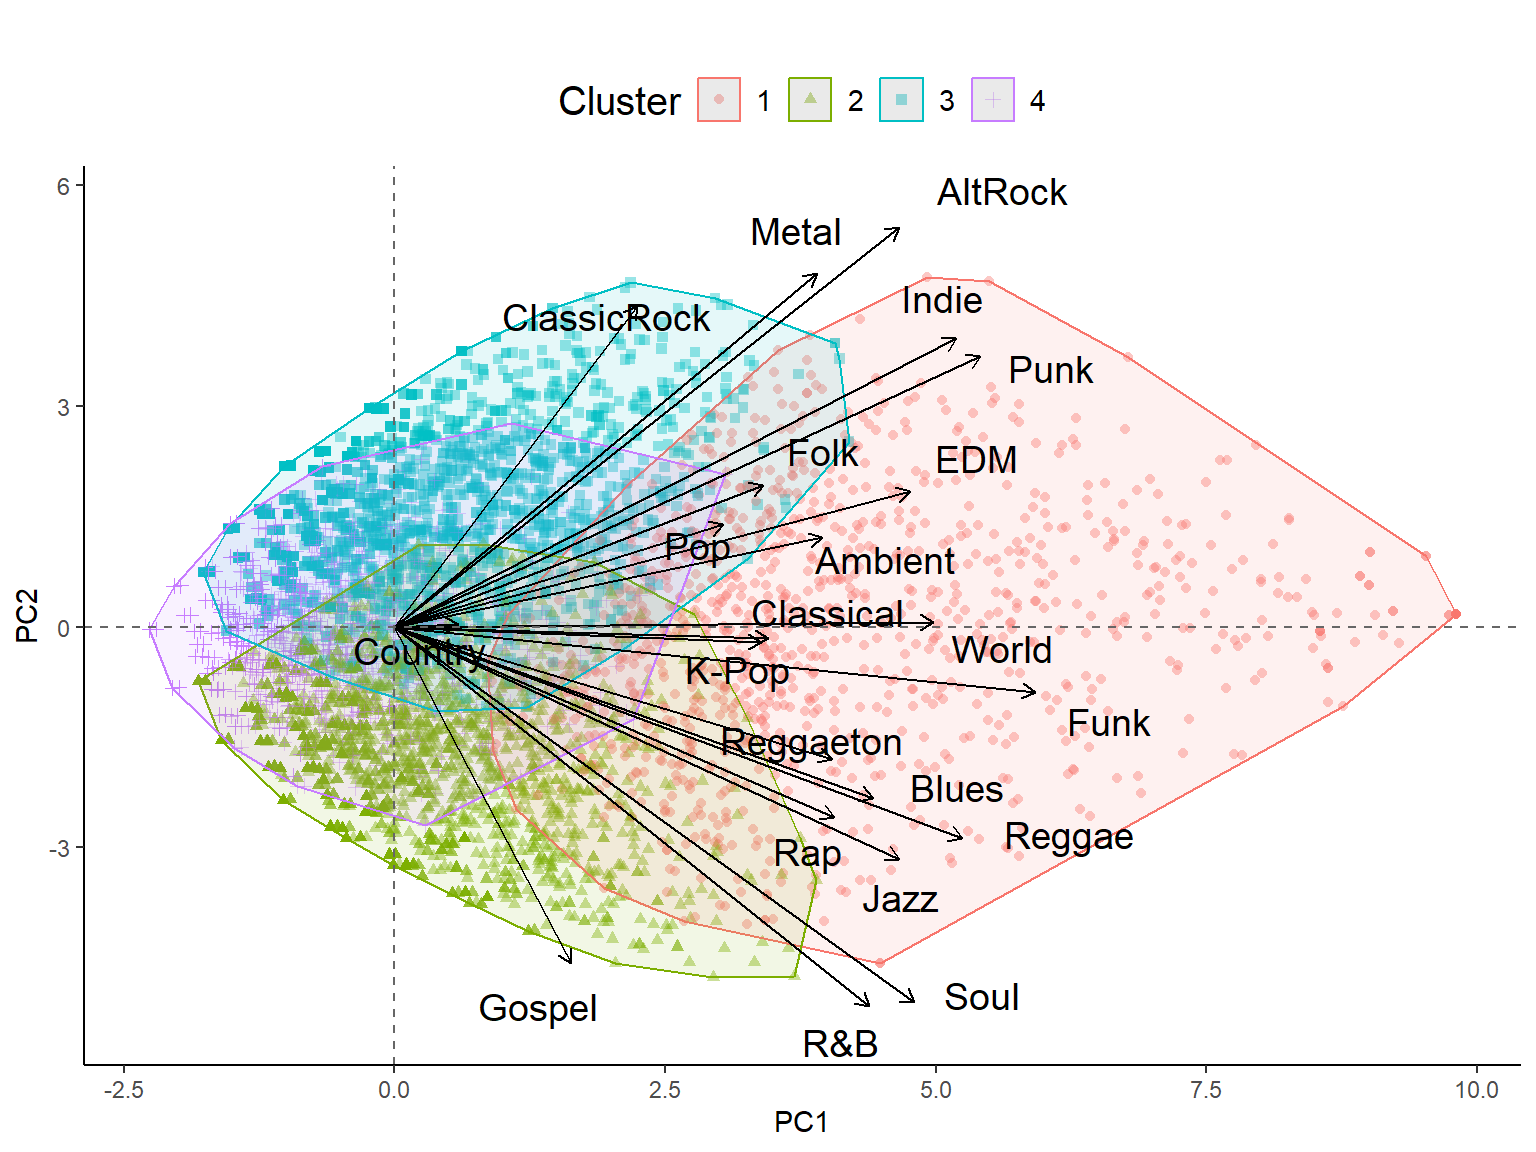 Cluster 1 2 3 4
6
AltRock
Metal
Indie
ClassicRock
Punk
3
Folk
EDM
Pop
Ambient
Classical
0
Country
World
K-Pop
Funk
Reggaeton
Blues
Reggae
-3
Rap
Jazz
Soul
Gospel
R&B
-2.5 0.0 2.5 5.0 7.5 10.0
PC1
PC2